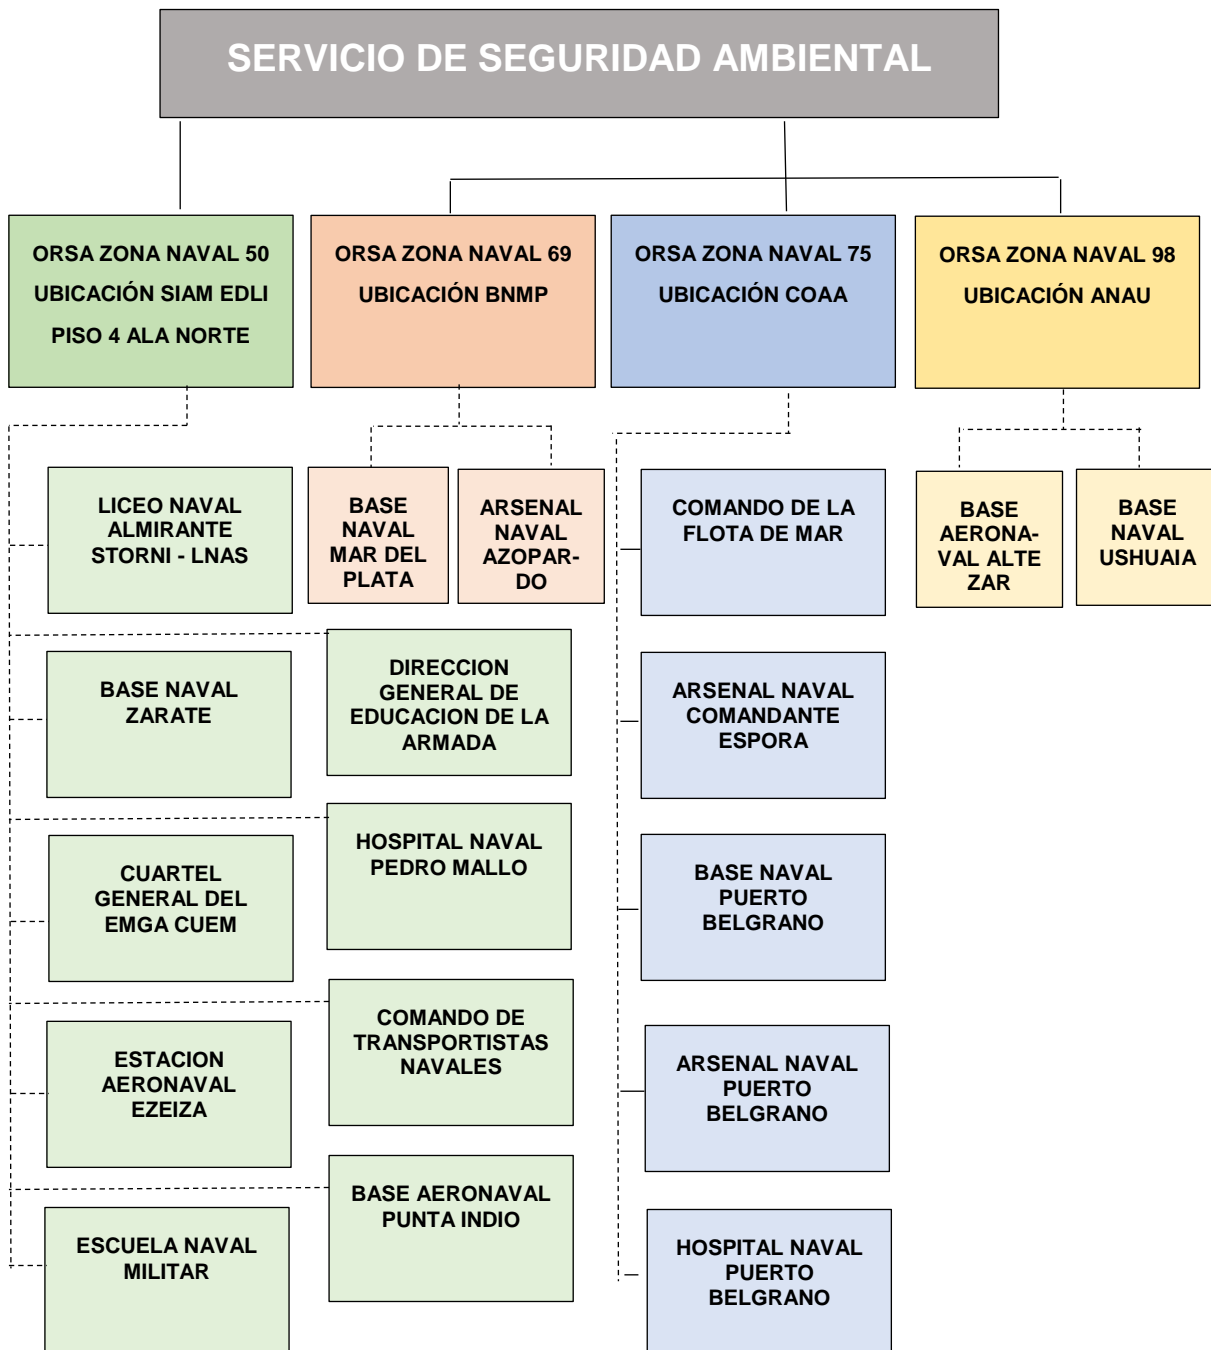 SERVICIO DE SEGURIDAD AMBIENTAL
ORSA ZONA NAVAL 50
UBICACIÓN SIAM EDLI
PISO 4 ALA NORTE
ORSA ZONA NAVAL 69
UBICACIÓN BNMP
ORSA ZONA NAVAL 75
UBICACIÓN COAA
ORSA ZONA NAVAL 98
UBICACIÓN ANAU
LICEO NAVAL
ALMIRANTE
STORNI - LNAS
BASE NAVAL
ZARATE
CUARTEL
GENERAL DEL
EMGA CUEM
ESTACION
AERONAVAL
EZEIZA
ESCUELA NAVAL
MILITAR
DIRECCION
GENERAL DE
EDUCACION DE LA
ARMADA
HOSPITAL NAVAL
PEDRO MALLO
COMANDO DE
TRANSPORTISTAS
NAVALES
BASE AERONAVAL
PUNTA INDIO
BASE
NAVAL
MAR DEL
PLATA
ARSENAL
NAVAL
AZOPAR-
DO
COMANDO DE LA
FLOTA DE MAR
ARSENAL NAVAL
COMANDANTE
ESPORA
BASE NAVAL
PUERTO
BELGRANO
ARSENAL NAVAL
PUERTO
BELGRANO
HOSPITAL NAVAL
PUERTO
BELGRANO
BASE
AERONA-
VAL ALTE
ZAR
BASE
NAVAL
USHUAIA